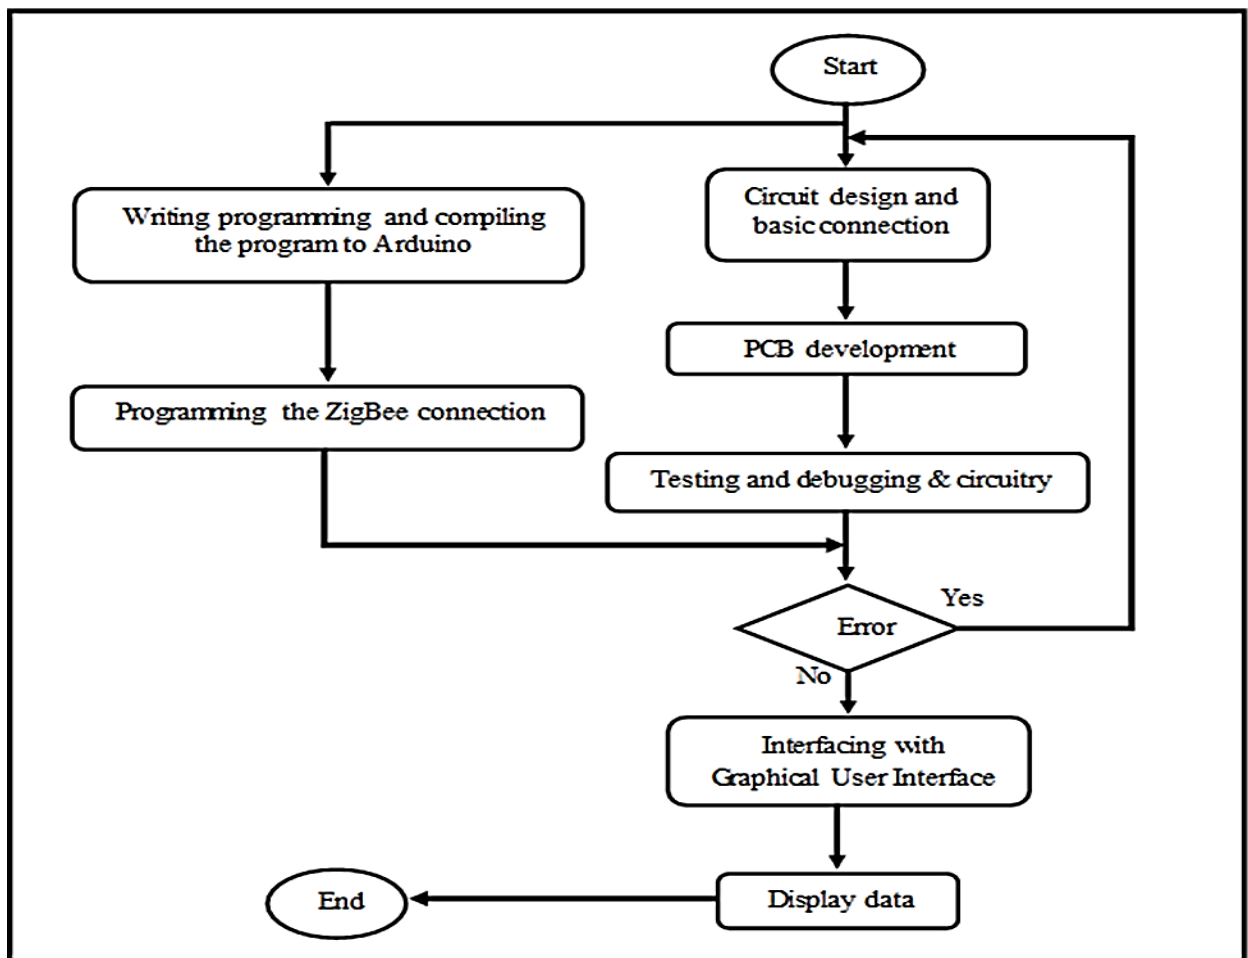 Start
Writing programming and compiling
the program to Arduino
Circuit design and
basic connection
PCB development
Programming the ZigBee connection
Testing and debugging & circuitry
Yes
Error
No
Interfacing with
Graphical User Interface
Display data
End